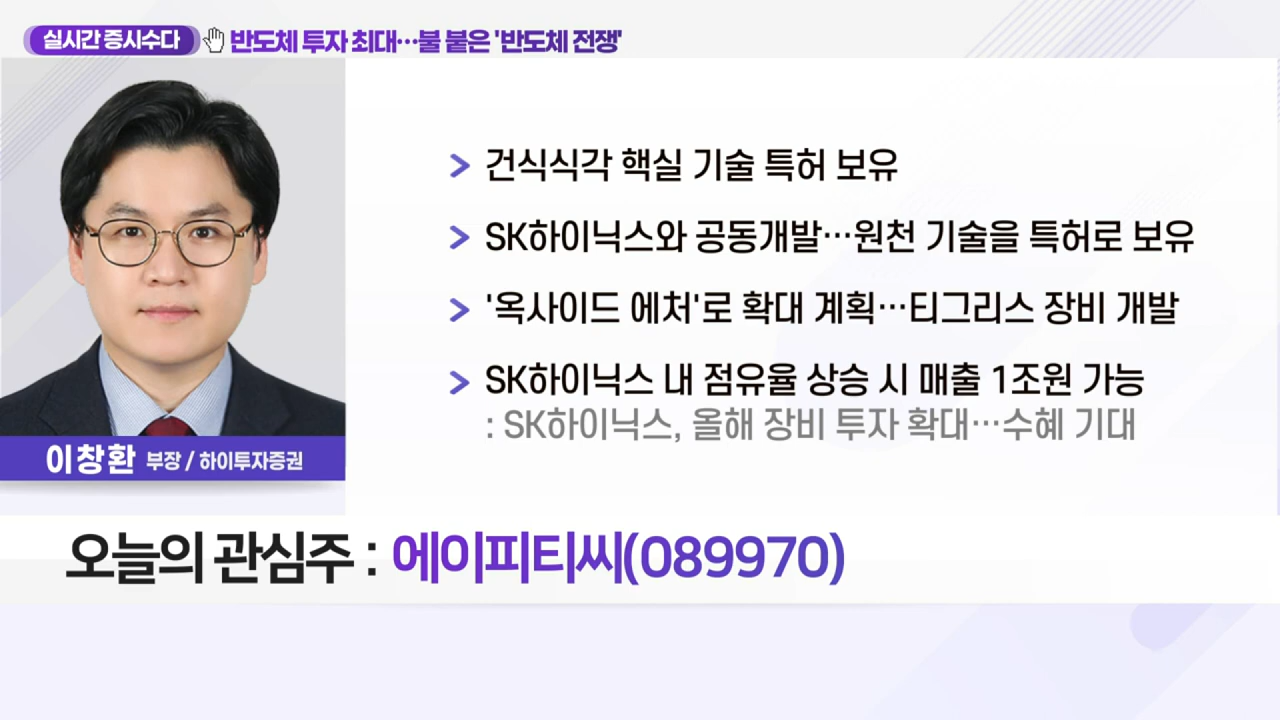 실시간 증시수다 반도체 투자 최대…불 붙은 '반도체 전쟁'
> 건식식각 핵실 기술 특허 보유
> SK하이닉스와 공동개발…원천 기술을 특허로 보유
> '옥사이드 에처'로 확대 계획…티그리스 장비 개발
> SK하이닉스 내 점유율 상승 시 매출 1조원 가능
: SK하이닉스, 올해 장비 투자 확대…수혜 기대
이창환 부장 / 하이투자증권
오늘의 관심주 : 에이피티씨(089970)